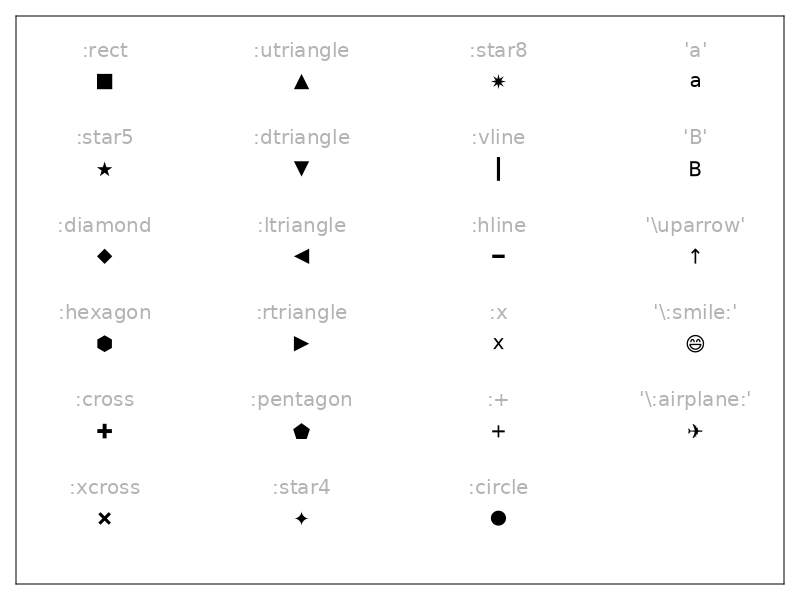 :rect :utriangle :star8 'a'
■ ▲ ✷ a
:star5 :dtriangle :vline 'B'
★ ▼ | B
:diamond :ltriangle :hline '\uparrow'
◆ ◀ − ↑
:hexagon :rtriangle :x '\:smile:'
⬢ ▶ x 😄
:cross :pentagon :+ '\:airplane:'
✚ ⬟ + ✈
:xcross :star4 :circle
✖ ✦ ●